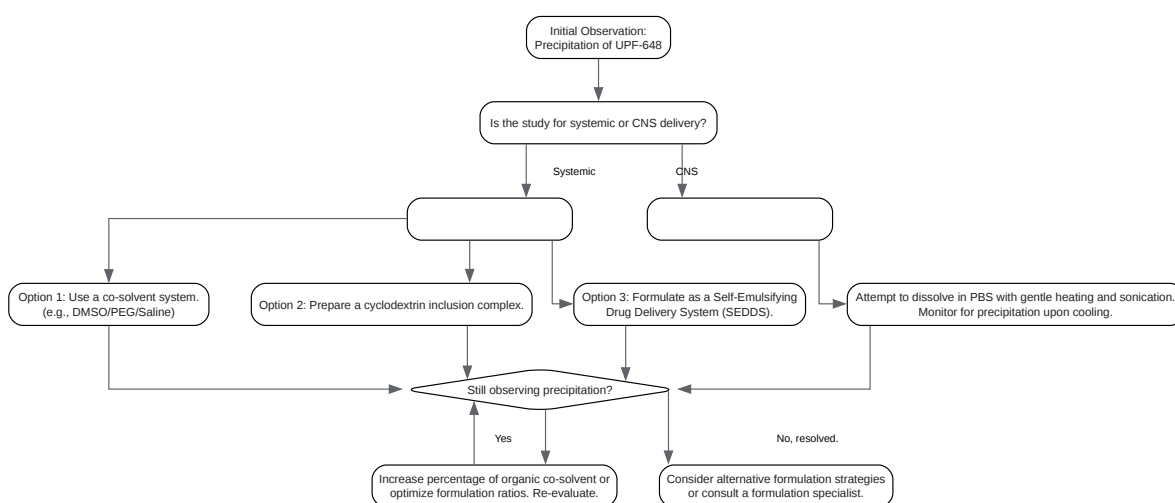 Initial Observation:
Precipitation of UPF-648
Is the study for systemic or CNS delivery?
Systemic
CNS
Option 1: Use a co-solvent system.
(e.g., DMSO/PEG/Saline)
Option 2: Prepare a cyclodextrin inclusion complex.
Option 3: Formulate as a Self-Emulsifying
Drug Delivery System (SEDDS).
Attempt to dissolve in PBS with gentle heating and sonication.
Monitor for precipitation upon cooling.
Still observing precipitation?
Yes
No, resolved.
Increase percentage of organic co-solvent or
optimize formulation ratios. Re-evaluate.
Consider alternative formulation strategies
or consult a formulation specialist.